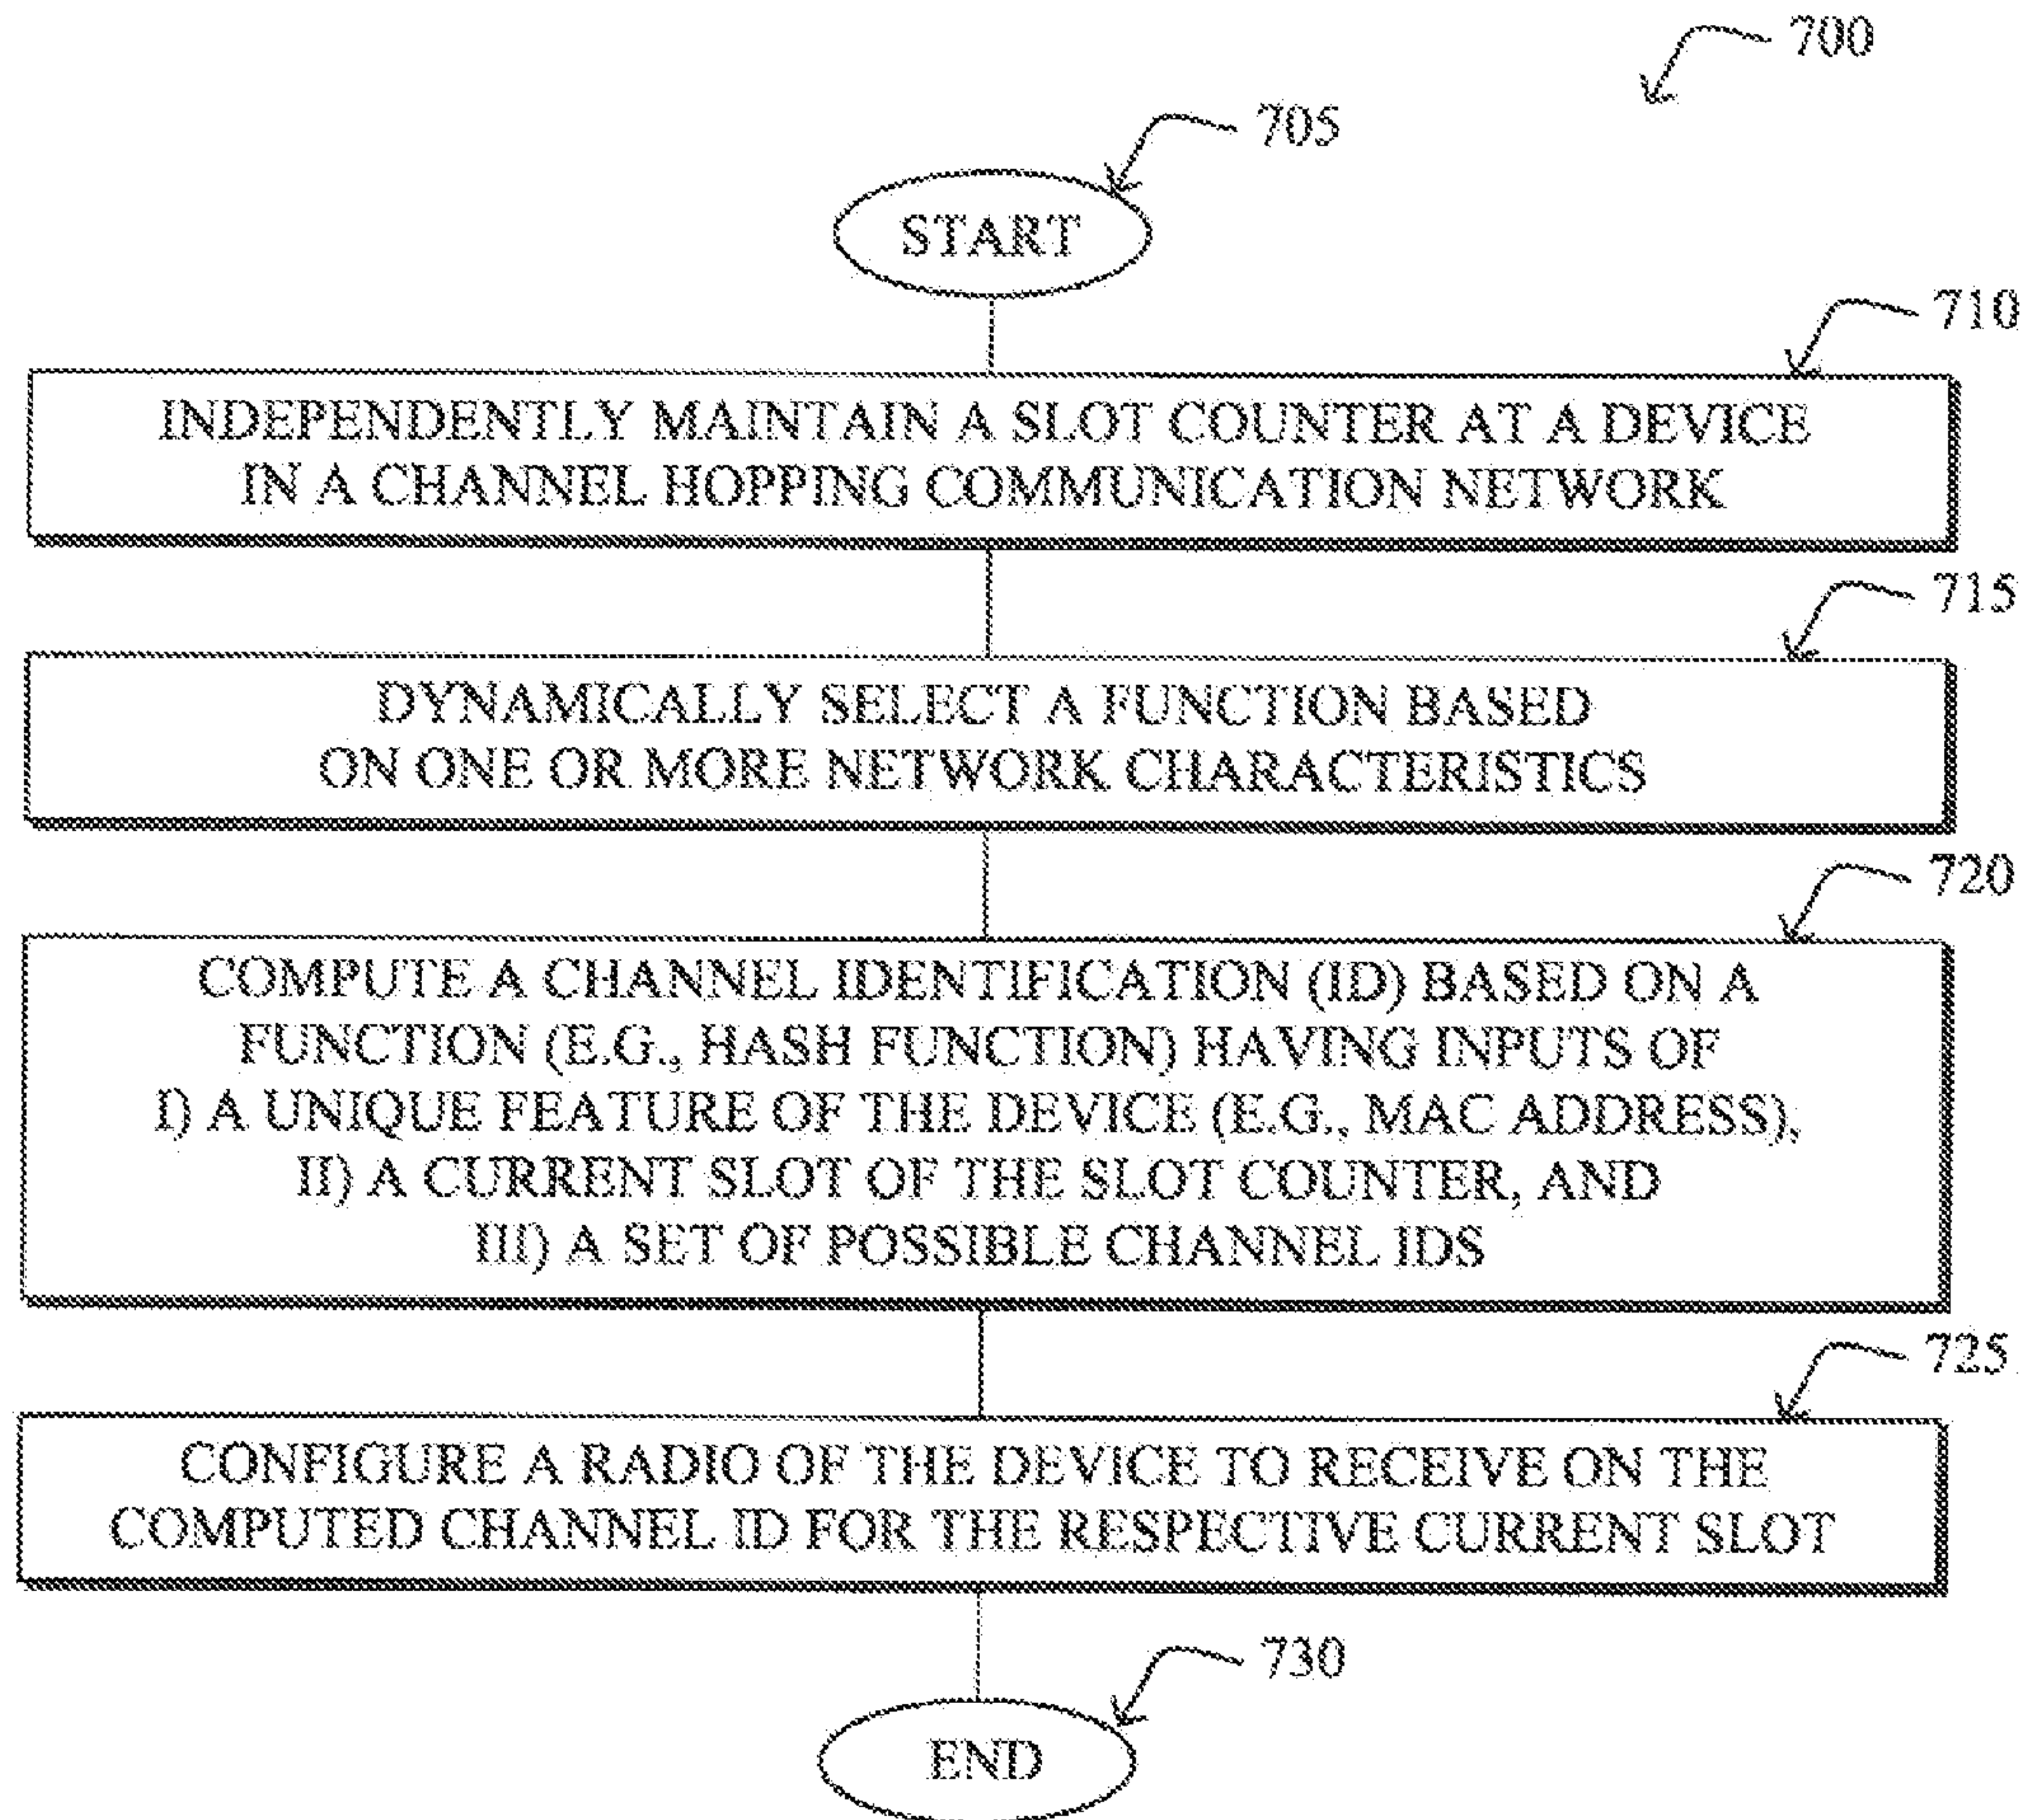 700
705
START
710
INDEPENDENTLY MAINTAIN A SLOT COUNTER AT A DEVICE
IN A CHANNEL HOPPING COMMUNICATION NETWORK
715
DYNAMICALLY SELECT A FUNCTION BASED
ON ONE OR MORE NETWORK CHARACTERISTICS
720
COMPUTE A CHANNEL IDENTIFICATION (ID) BASED ON A
FUNCTION (E.G., HASH FUNCTION) HAVING INPUTS OF
I) A UNIQUE FEATURE OF THE DEVICE (E.G., MAC ADDRESS),
II) A CURRENT SLOT OF THE SLOT COUNTER, AND
III) A SET OF POSSIBLE CHANNEL IDS
725
CONFIGURE A RADIO OF THE DEVICE TO RECEIVE ON THE
COMPUTED CHANNEL ID FOR THE RESPECTIVE CURRENT SLOT
730
END